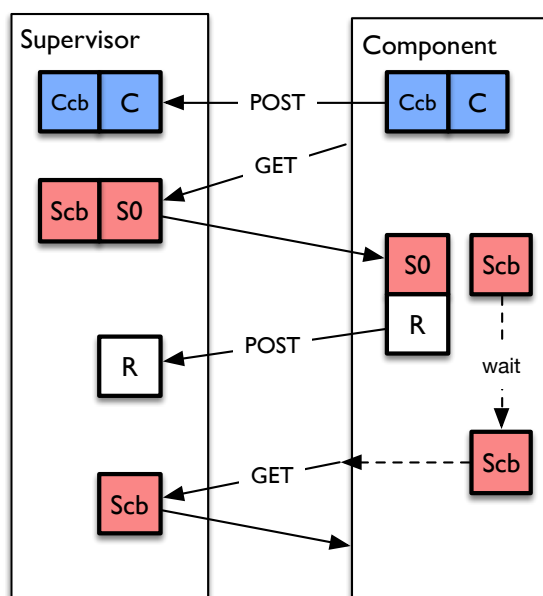 Supervisor
Component
Ccb C
POST
Ccb C
GET
Scb S0
S0
Scb
R
POST
R
wait
Scb
GET
Scb